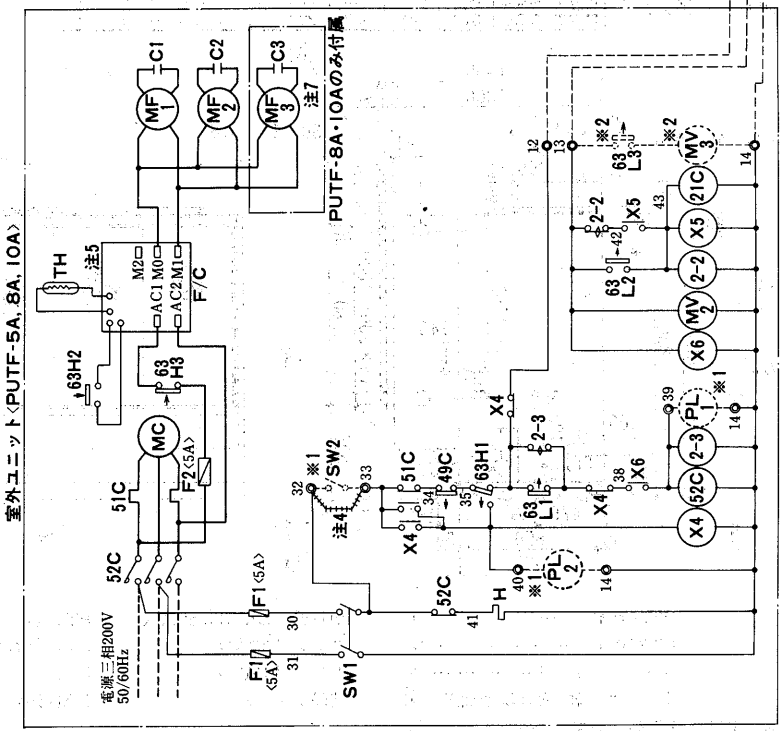 室外ユニット<PUTF-5A, 8A, 10A>
電源三相200V
50/60Hz
52C
51C
MC
F2<5A>
63H2
TH
注5
63
H3
M2
AC1 M0
AC2 M1
F/C
MF
1
C1
MF
2
C2
MF
3
C3
注7
PUTF-8A・10Aのみ付属
F1
<5A>
31
F1<5A>
30
SW1
52C
41
H
32
※1
SW2
33
注4
51C
34
49C
35
63H1
X4
40
※1
PL
2
14
X4
2-3
63
L1
X4
38
X6
X4
52C
2-3
39
PL
1
※1
14
12
13
※2
63
L3
※2
MV
3
14
2-2
X5
42
43
63
L2
21C
X5
2-2
MV
2
X6